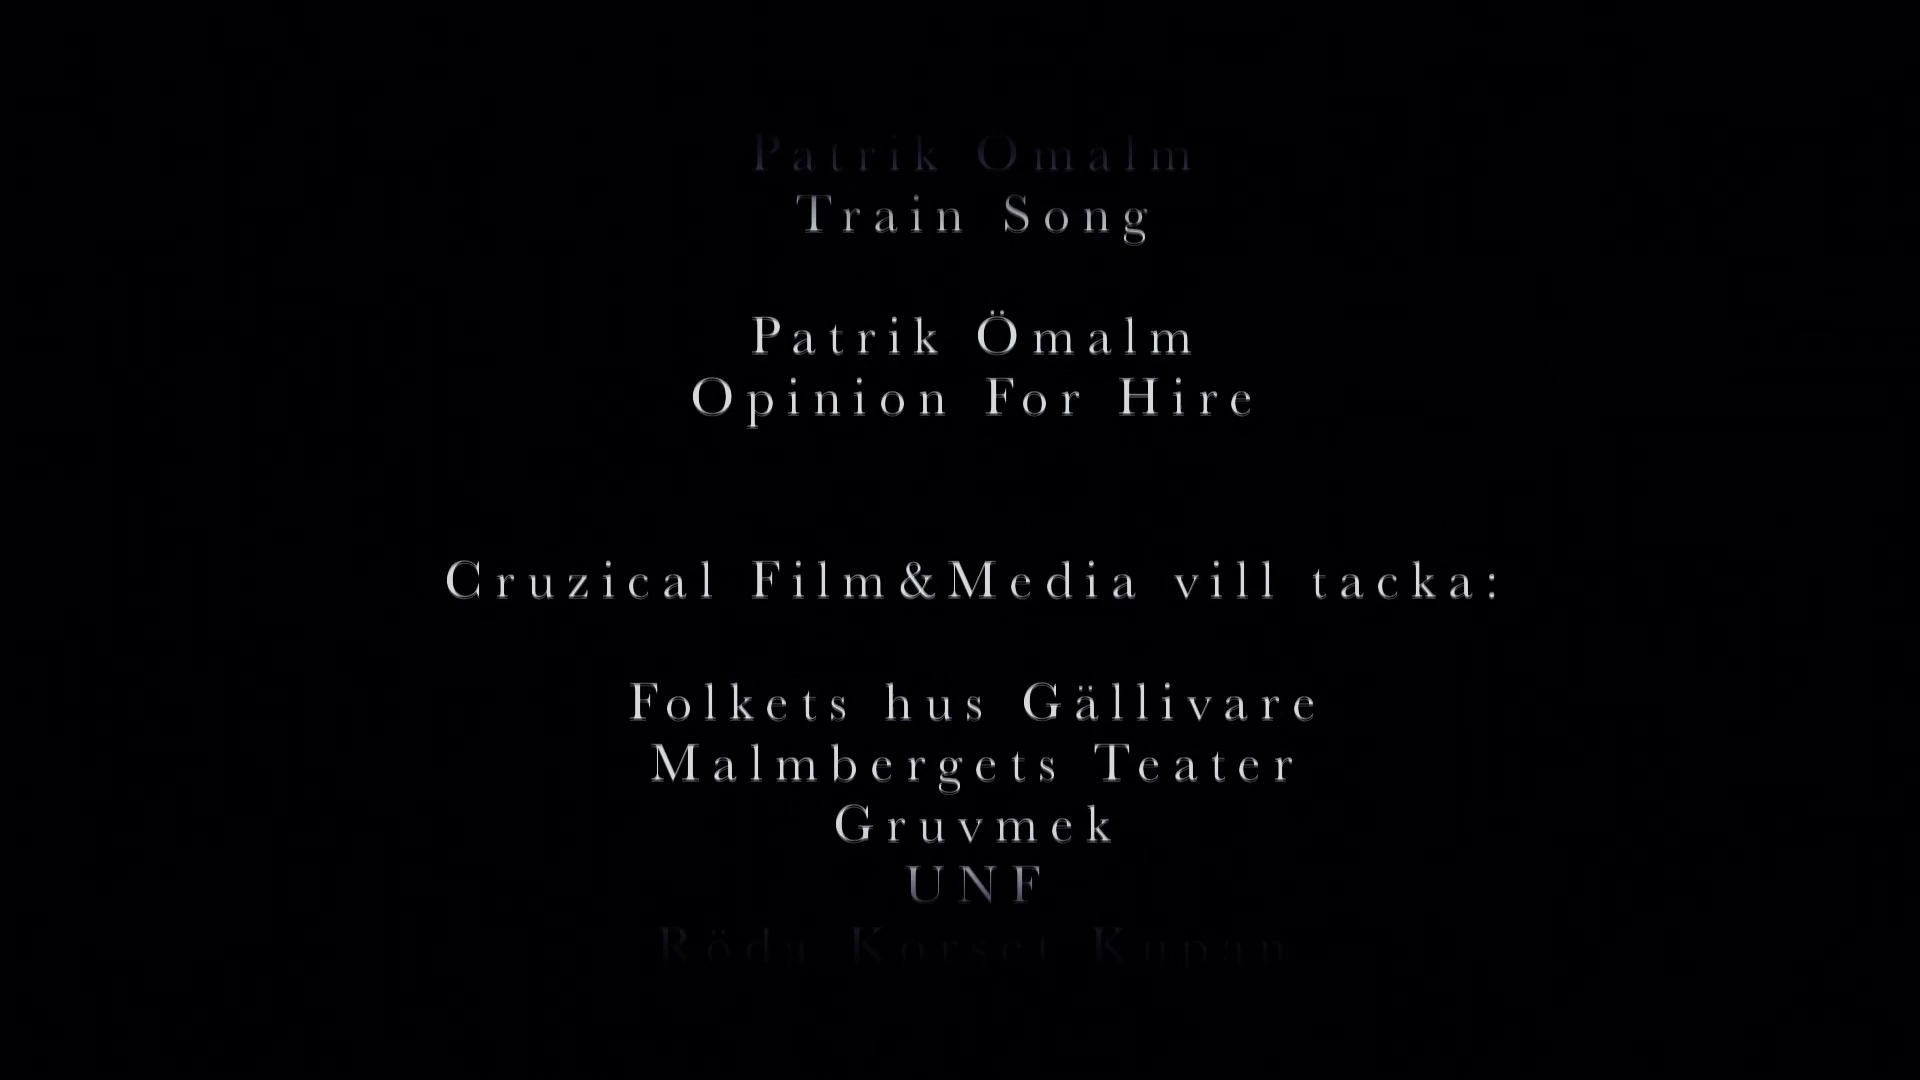 Patrik Ömalm
Train Song
Patrik Ömalm
Opinion For Hire
Cruzical Film&Media vill tacka:
Folkets hus Gällivare
Malmbergets Teater
Gruvmek
UNF
Röda Korset Kupan